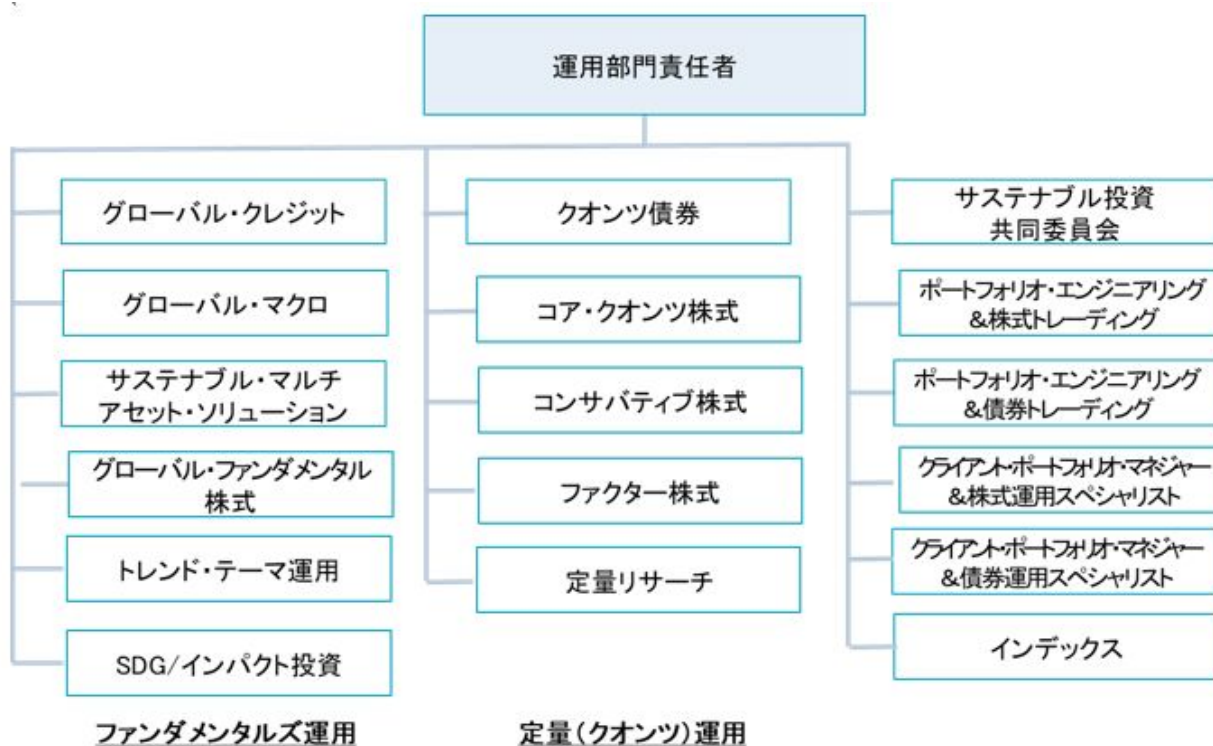 運用部門責任者
グローバル・クレジット
グローバル・マクロ
サステナブル・マルチ
アセット・ソリューション
グローバル・ファンダメンタル
株式
トレンド・テーマ運用
SDG/インパクト投資
ファンダメンタルズ運用
クオンツ債券
コア・クオンツ株式
コンサバティブ株式
ファクター株式
定量リサーチ
定量(クオンツ)運用
サステナブル投資
共同委員会
ポートフォリオ・エンジニアリング
&株式トレーディング
ポートフォリオ・エンジニアリング
&債券トレーディング
クライアント・ポートフォリオ・マネジャー
&株式運用スペシャリスト
クライアント・ポートフォリオ・マネジャー
&債券運用スペシャリスト
インデックス